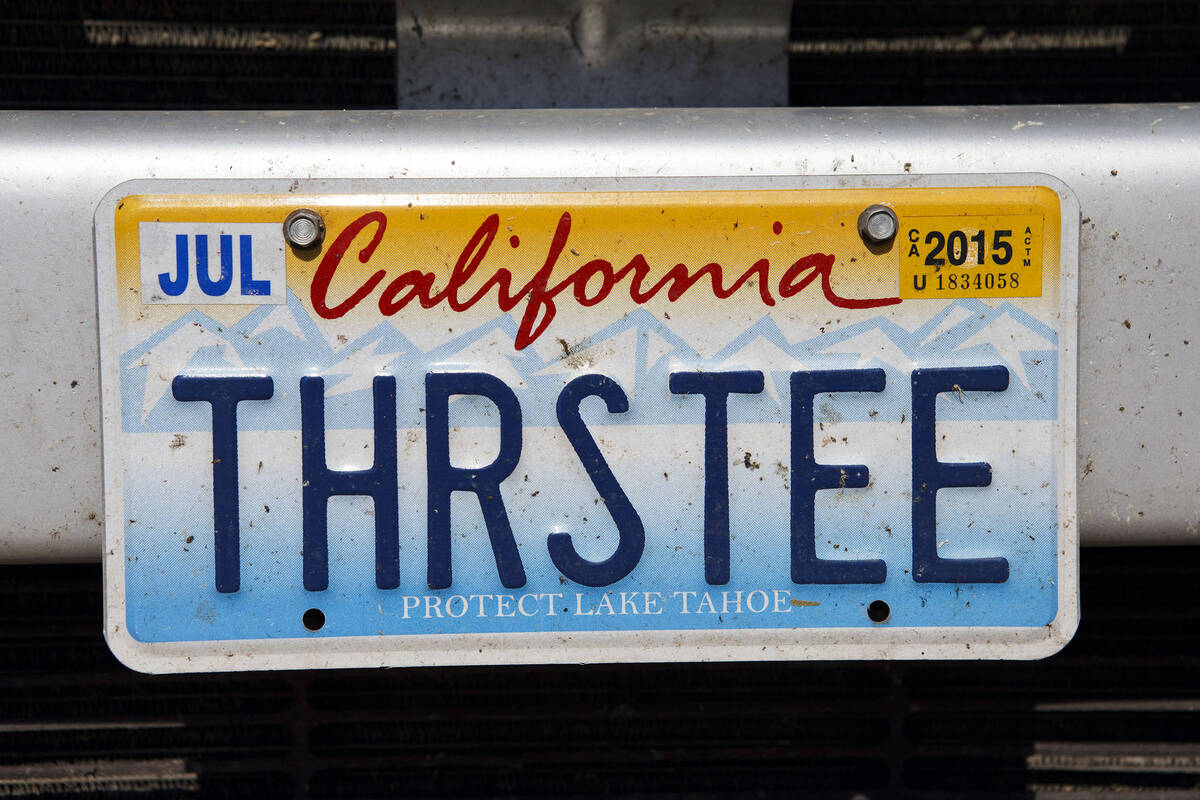 JUL
California
CA 2015 ACTM
U 1834058
THRSTEE
PROTECT LAKE TAHOE